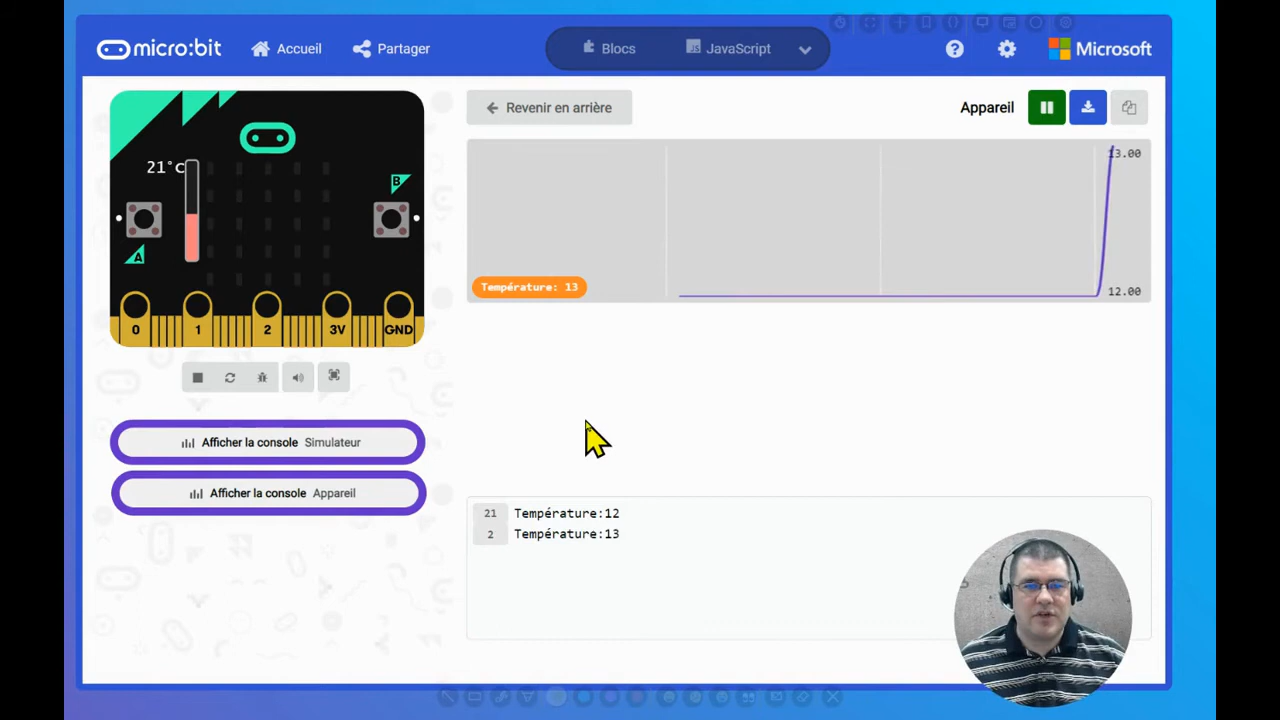 micro:bit
Accueil
Partager
Blocs
JavaScript
Microsoft
21°C
A
B
0
1
2
3V
GND
Afficher la console Simulateur
Afficher la console Appareil
Revenir en arrière
Appareil
13.00
12.00
Température: 13
21 Température:12
2 Température:13